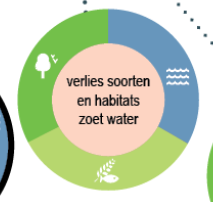 verlies soorten
en habitats
zoet water